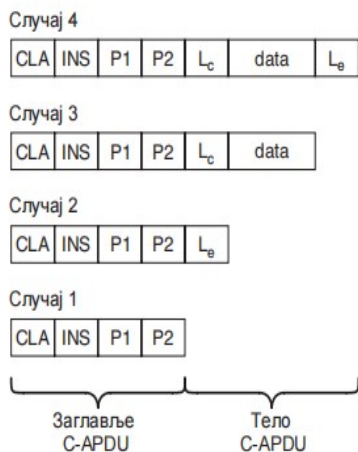 Случај 4
CLA INS P1 P2 Lc data Le
Случај 3
CLA INS P1 P2 Lc data
Случај 2
CLA INS P1 P2 Le
Случај 1
CLA INS P1 P2
Заглавље Тело
C-APDU C-APDU